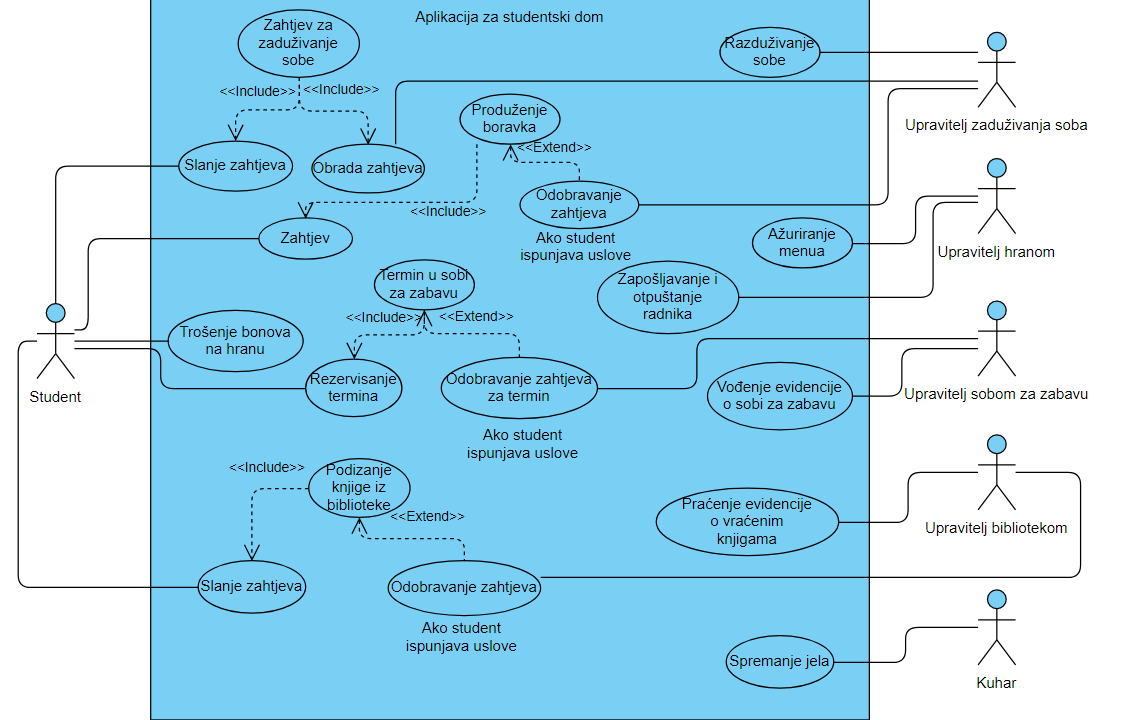 Aplikacija za studentski dom
Zahtjev za
zaduživanje
sobe
<<Include>>
<<Include>>
Slanje zahtjeva
Obrada zahtjeva
Produženje
boravka
<<Extend>>
<<Include>>
Odobravanje
zahtjeva
Ako student
ispunjava uslove
Zahtjev
Razduživanje
sobe
Upravitelj zaduživanja soba
Ažuriranje
menua
Upravitelj hranom
Zapošljavanje i
otpuštanje
radnika
Termin u sobi
za zabavu
<<Include>>
<<Extend>>
Trošenje bonova
na hranu
Student
Rezervisanje
termina
Odobravanje zahtjeva
za termin
Ako student
ispunjava uslove
Vođenje evidencije
o sobi za zabavu
Upravitelj sobom za zabavu
<<Include>>
Podizanje
knjige iz
biblioteke
<<Extend>>
Praćenje evidencije
o vraćenim
knjigama
Upravitelj bibliotekom
Slanje zahtjeva
Odobravanje zahtjeva
Ako student
ispunjava uslove
Spremanje jela
Kuhar